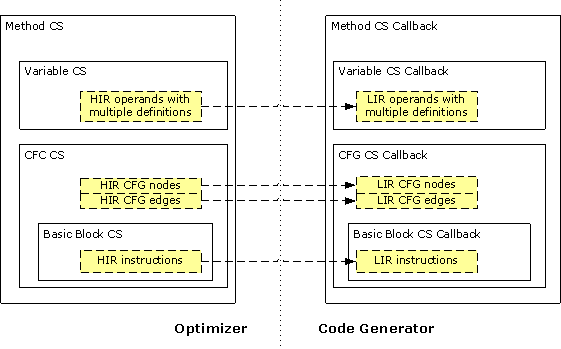 Method CS
Variable CS
HIR operands with
multiple definitions
CFC CS
HIR CFG nodes
HIR CFG edges
Basic Block CS
HIR instructions
Method CS Callback
Variable CS Callback
LIR operands with
multiple definitions
CFG CS Callback
LIR CFG nodes
LIR CFG edges
Basic Block CS Callback
LIR instructions
Optimizer
Code Generator